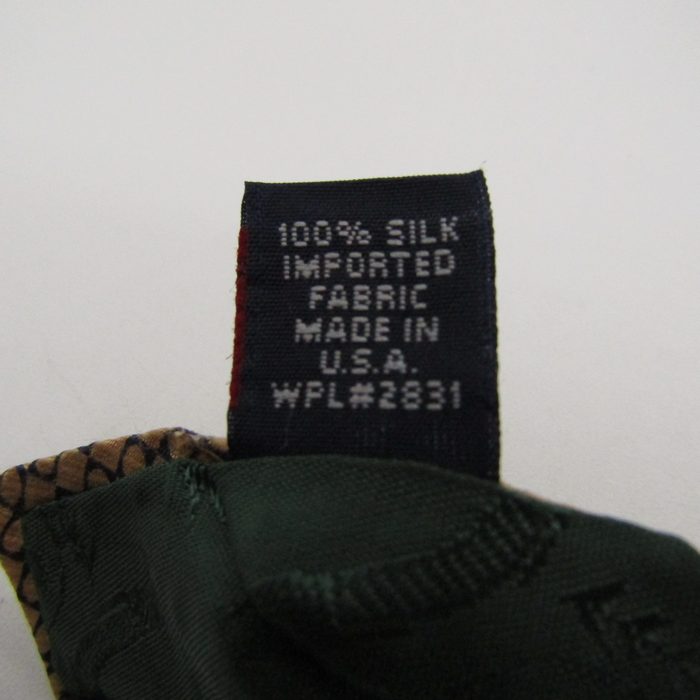 100% SILK
IMPORTED
FABRIC
MADE IN
U.S.A.
WPL#2831